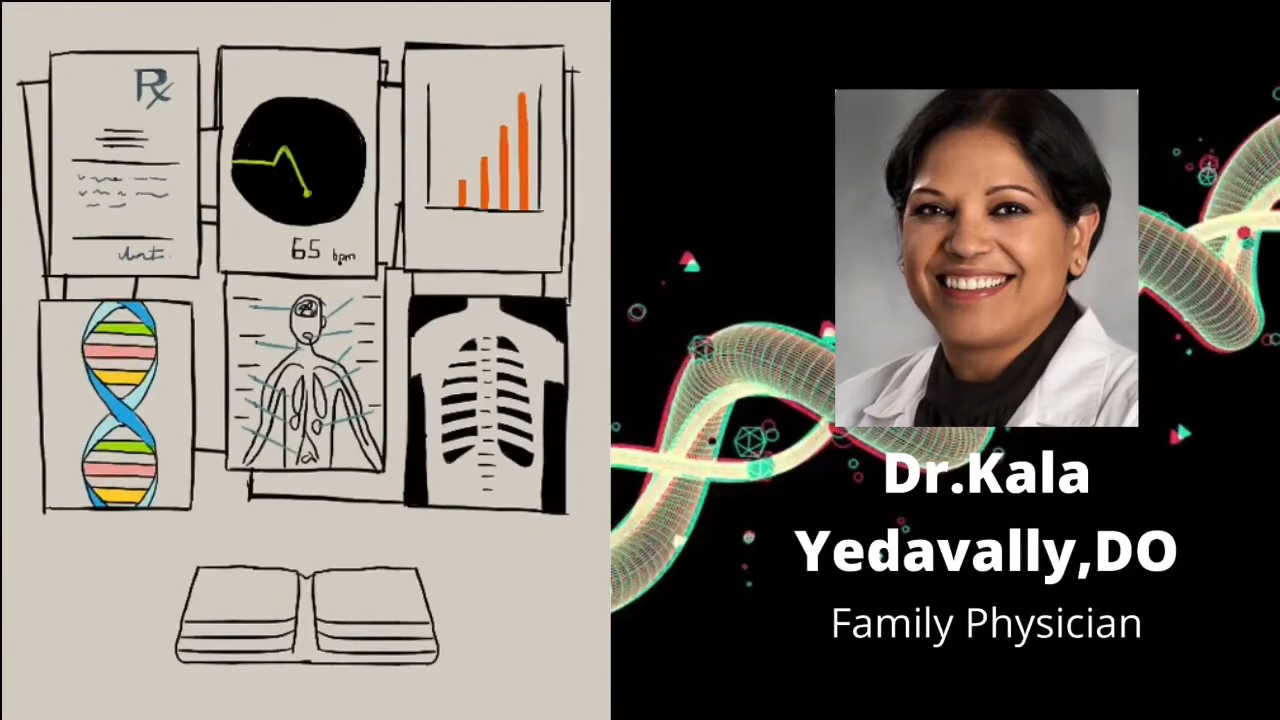 Rx
65 bpm
Dr.Kala
Yedavally,DO
Family Physician